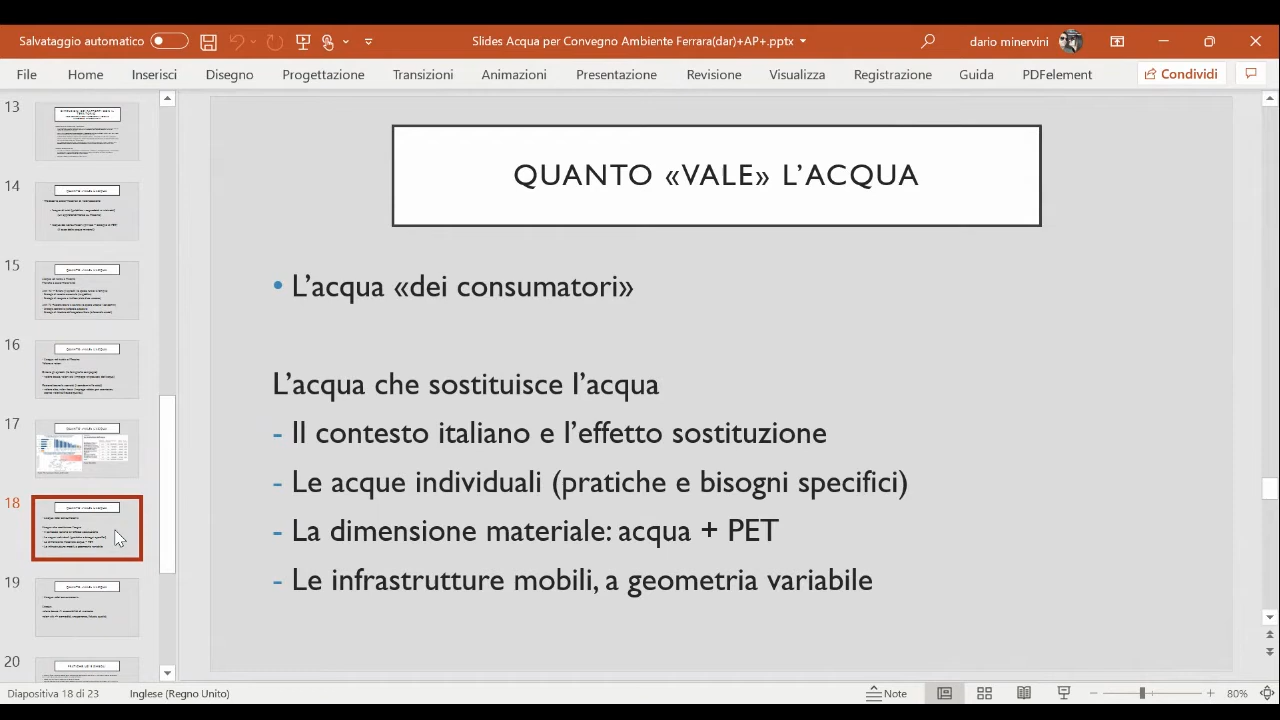 Salvataggio automatico
Slides Acqua per Convegno Ambiente Ferrara(dar)+AP+.pptx
dario minervini
File Home Inserisci Disegno Progettazione Transizioni Animazioni Presentazione Revisione Visualizza Registrazione Guida PDFelement Condividi
13
14
15
16
17
18
19
20
QUANTO «VALE» L’ACQUA
• L’acqua «dei consumatori»
L’acqua che sostituisce l’acqua
- Il contesto italiano e l’effetto sostituzione
- Le acque individuali (pratiche e bisogni specifici)
- La dimensione materiale: acqua + PET
- Le infrastrutture mobili, a geometria variabile
Diapositiva 18 di 23 Inglese (Regno Unito) Note 80%